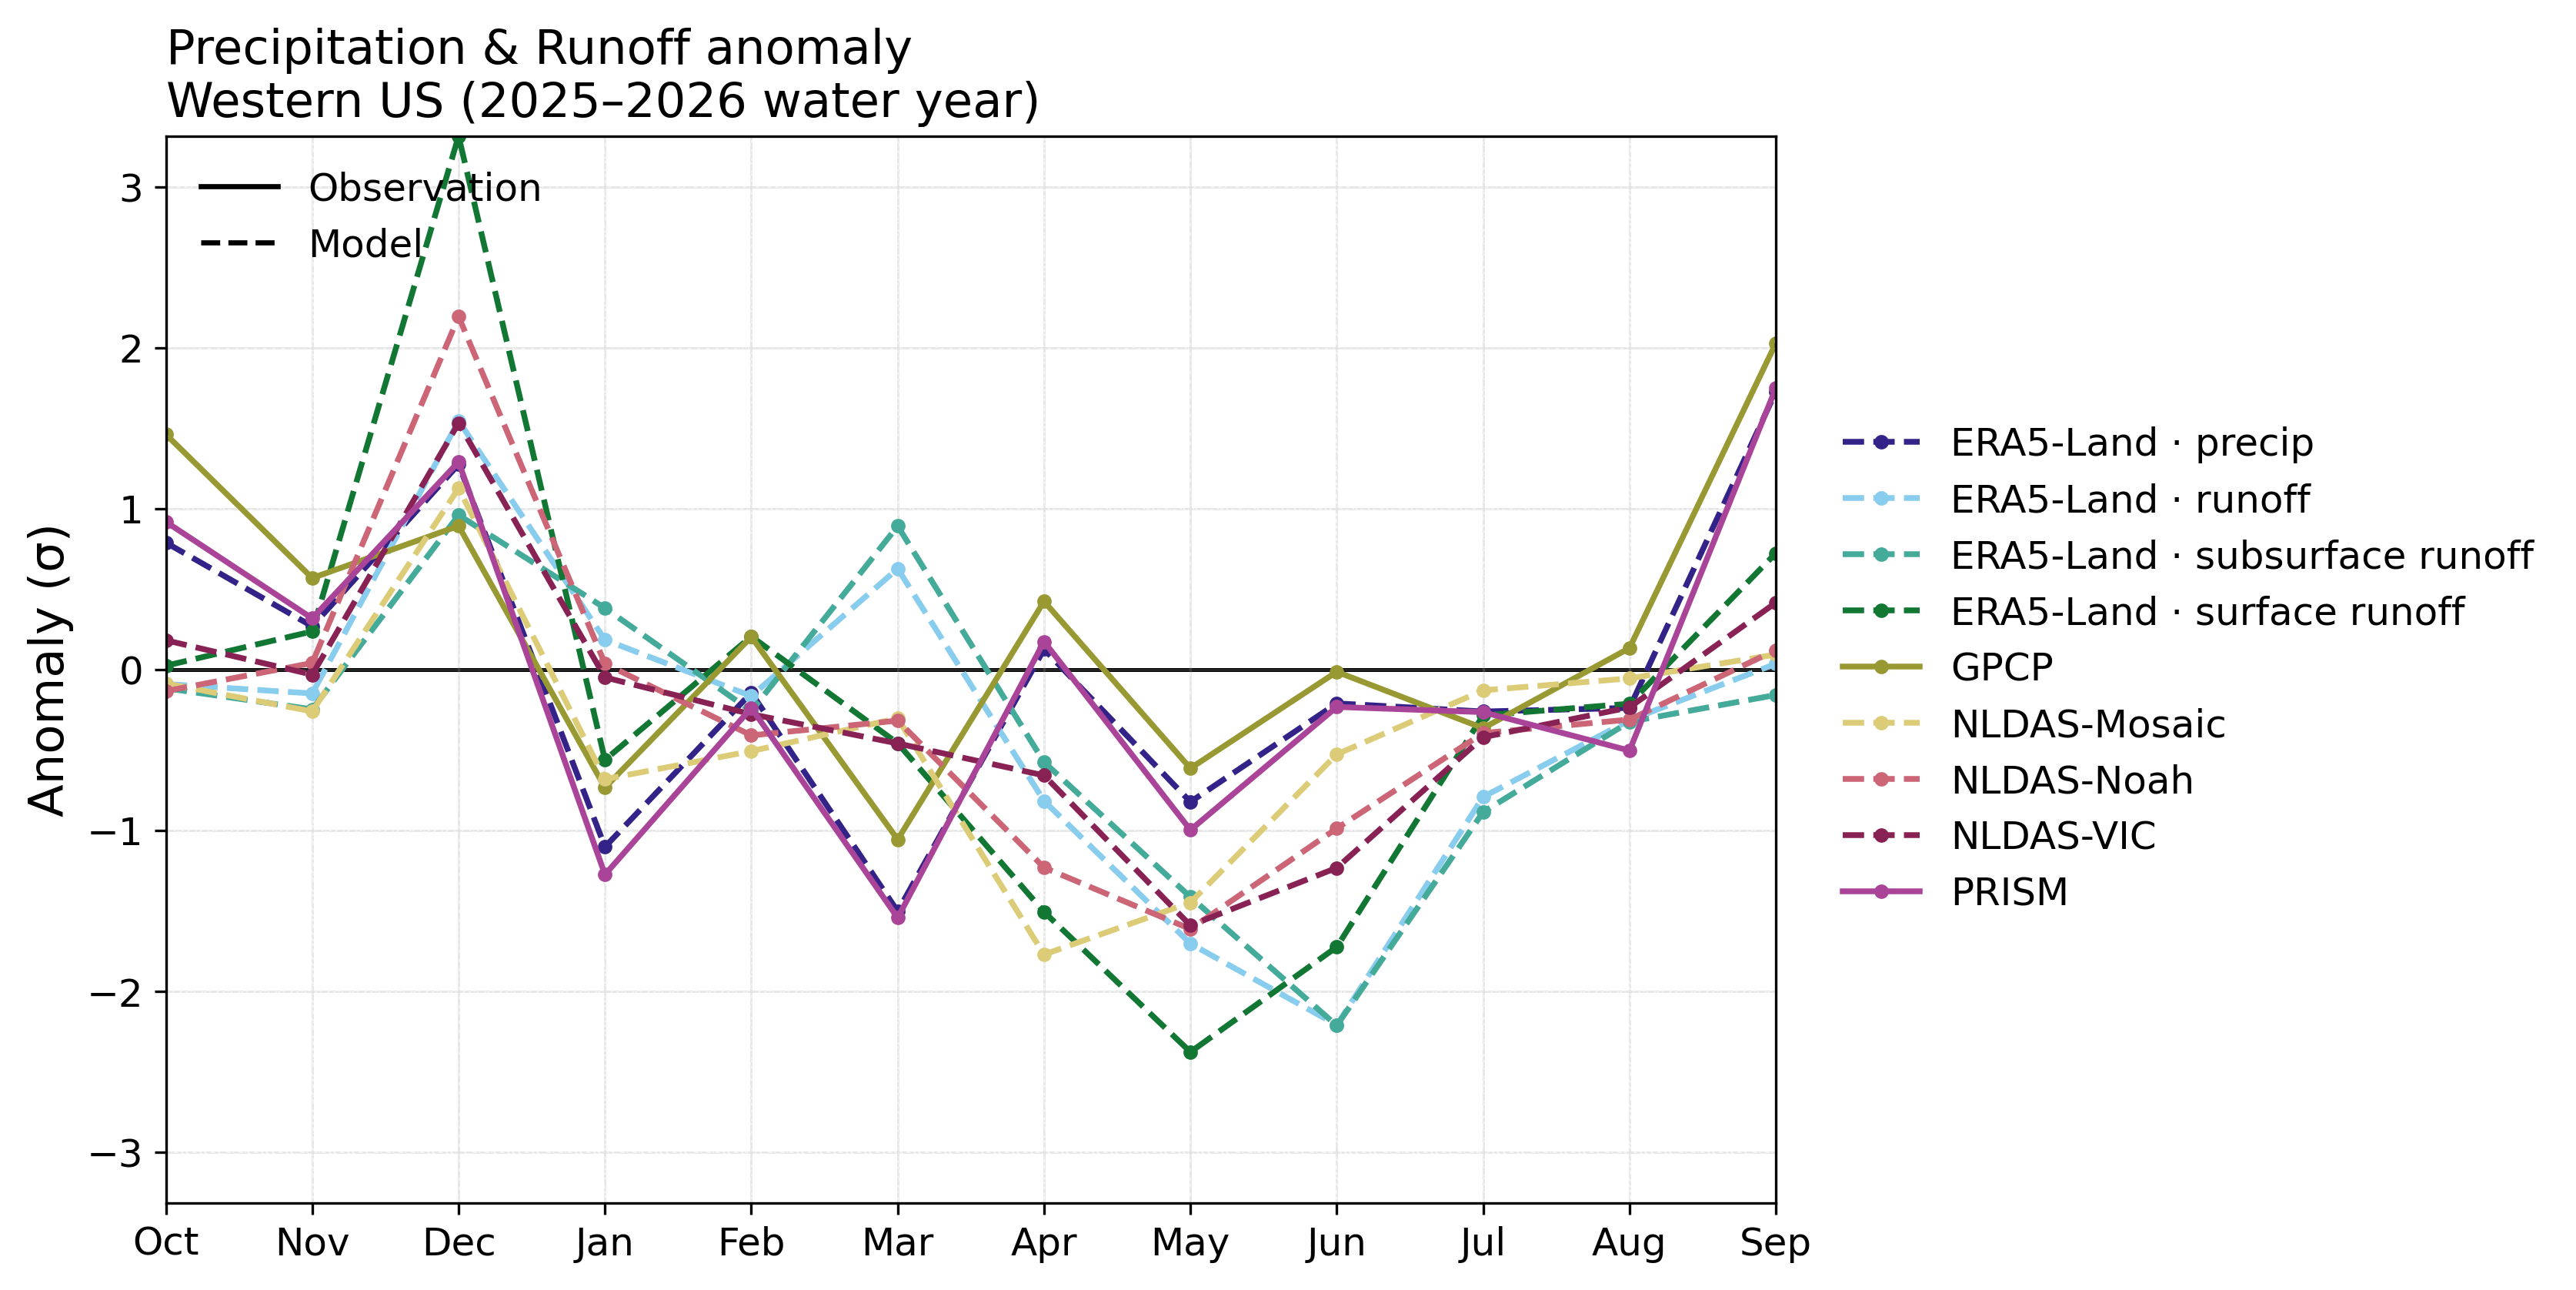 Precipitation & Runoff anomaly
Western US (2025–2026 water year)
Observation
Model
Anomaly (σ)
3
2
1
0
−1
−2
−3
Oct Nov Dec Jan Feb Mar Apr May Jun Jul Aug Sep
ERA5-Land · precip
ERA5-Land · runoff
ERA5-Land · subsurface runoff
ERA5-Land · surface runoff
GPCP
NLDAS-Mosaic
NLDAS-Noah
NLDAS-VIC
PRISM